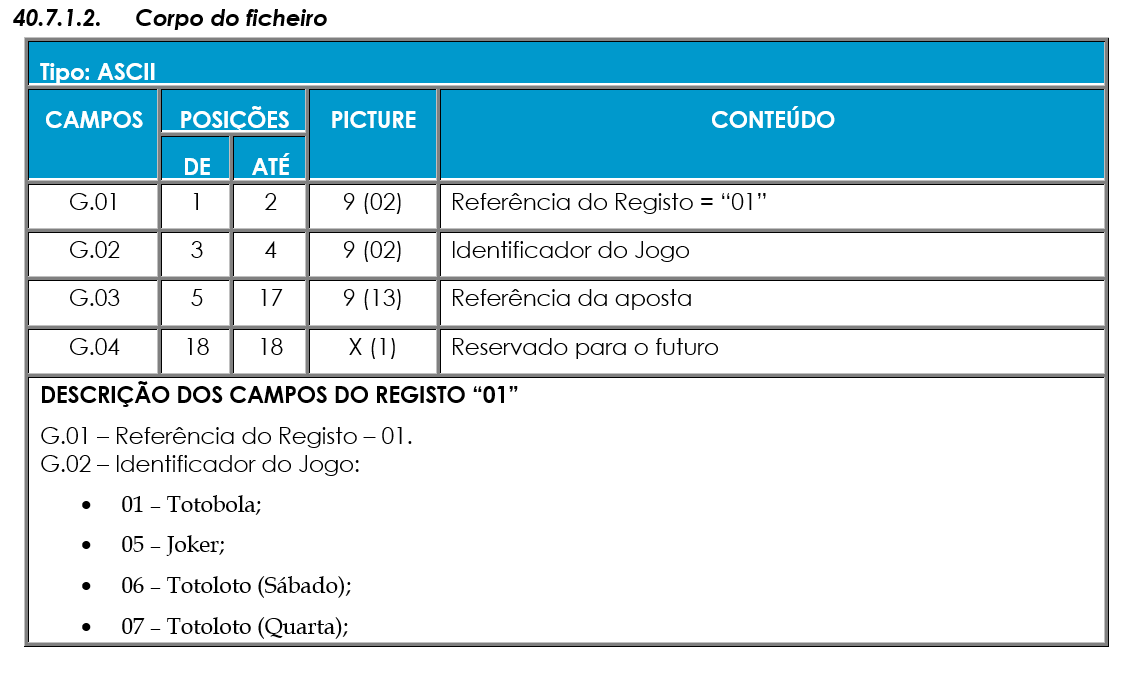 40.7.1.2. Corpo do ficheiro
Tipo: ASCII
CAMPOS POSIÇÕES PICTURE CONTEÚDO
DE ATÉ
G.01 1 2 9 (02) Referência do Registo = “01”
G.02 3 4 9 (02) Identificador do Jogo
G.03 5 17 9 (13) Referência da aposta
G.04 18 18 X (1) Reservado para o futuro
DESCRIÇÃO DOS CAMPOS DO REGISTO “01”
G.01 – Referência do Registo – 01.
G.02 – Identificador do Jogo:
• 01 – Totobola;
• 05 – Joker;
• 06 – Totoloto (Sábado);
• 07 – Totoloto (Quarta);